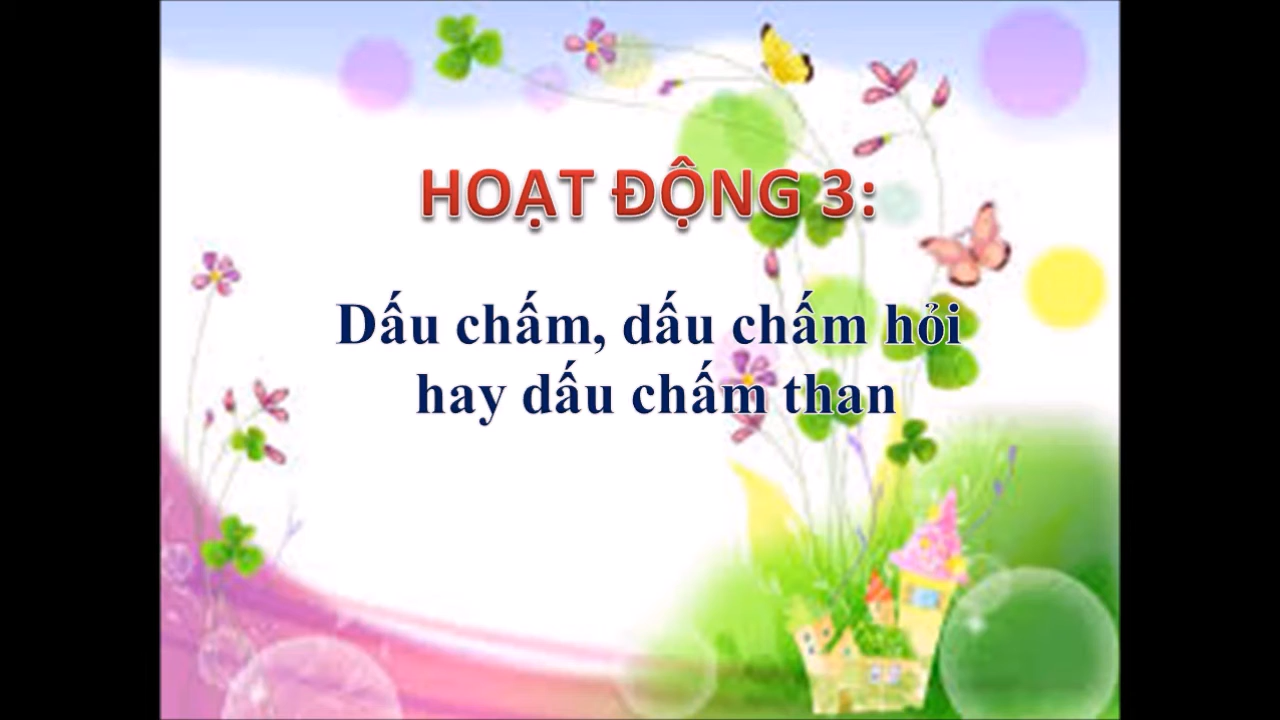 HOẠT ĐỘNG 3:
Dấu chấm, dấu chấm hỏi
hay dấu chấm than